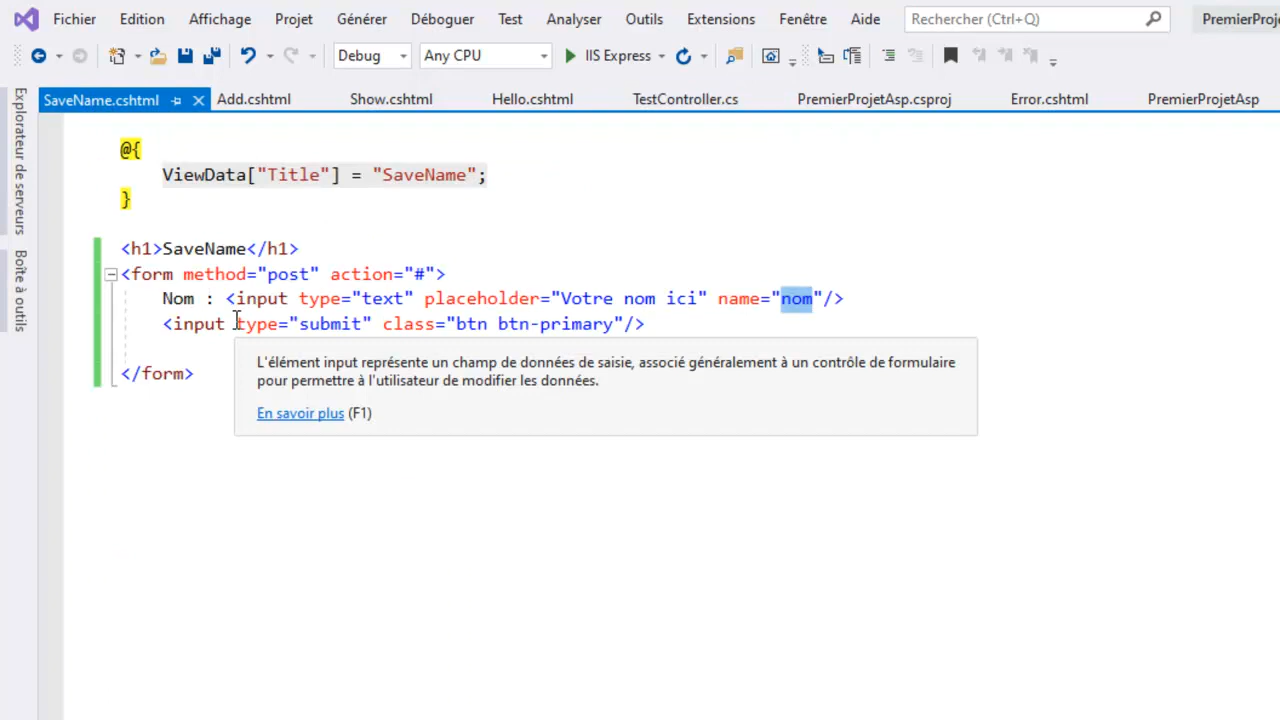 Fichier Edition Affichage Projet Générer Déboguer Test Analyser Outils Extensions Fenêtre Aide Rechercher (Ctrl+Q) PremierProj
Debug Any CPU IIS Express
SaveName.cshtml Add.cshtml Show.cshtml Hello.cshtml TestController.cs PremierProjetAsp.csproj Error.cshtml PremierProjetAsp
Explorateur de serveurs
Boîte à outils
@{
ViewData["Title"] = "SaveName";
}
<h1>SaveName</h1>
<form method="post" action="#">
Nom : <input type="text" placeholder="Votre nom ici" name="nom"/>
<input type="submit" class="btn btn-primary"/>
</form>
L'élément input représente un champ de données de saisie, associé généralement à un contrôle de formulaire
pour permettre à l'utilisateur de modifier les données.
En savoir plus (F1)